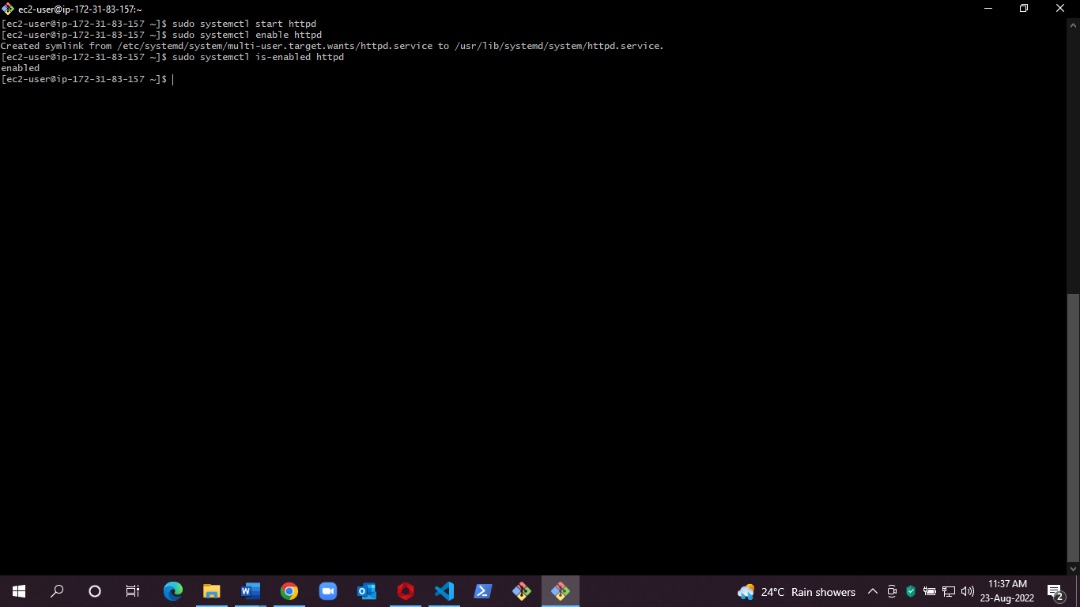 ec2-user@ip-172-31-83-157:~
[ec2-user@ip-172-31-83-157 ~]$ sudo systemctl start httpd
[ec2-user@ip-172-31-83-157 ~]$ sudo systemctl enable httpd
Created symlink from /etc/systemd/system/multi-user.target.wants/httpd.service to /usr/lib/systemd/system/httpd.service.
[ec2-user@ip-172-31-83-157 ~]$ sudo systemctl is-enabled httpd
enabled
[ec2-user@ip-172-31-83-157 ~]$
24°C Rain showers
11:37 AM
23-Aug-2022
2